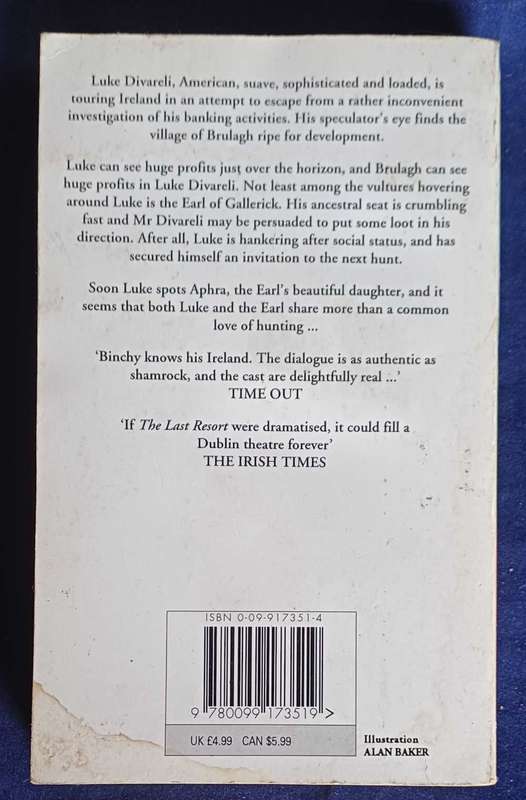 Luke Divareli, American, suave, sophisticated and loaded, is
touring Ireland in an attempt to escape from a rather inconvenient
investigation of his banking activities. His speculator's eye finds the
village of Brulagh ripe for development.
Luke can see huge profits just over the horizon, and Brulagh can see
huge profits in Luke Divareli. Not least among the vultures hovering
around Luke is the Earl of Gallerick. His ancestral seat is crumbling
fast and Mr Divareli may be persuaded to put some loot in his
direction. After all, Luke is hankering after social status, and has
secured himself an invitation to the next hunt.
Soon Luke spots Aphra, the Earl's beautiful daughter, and it
seems that both Luke and the Earl share more than a common
love of hunting ...
'Binchy knows his Ireland. The dialogue is as authentic as
shamrock, and the cast are delightfully real ...'
TIME OUT
'If The Last Resort were dramatised, it could fill a
Dublin theatre forever'
THE IRISH TIMES
ISBN 0-09-917351-4
9 780099 173519 >
UK £4.99 CAN $5.99
Illustration
ALAN BAKER